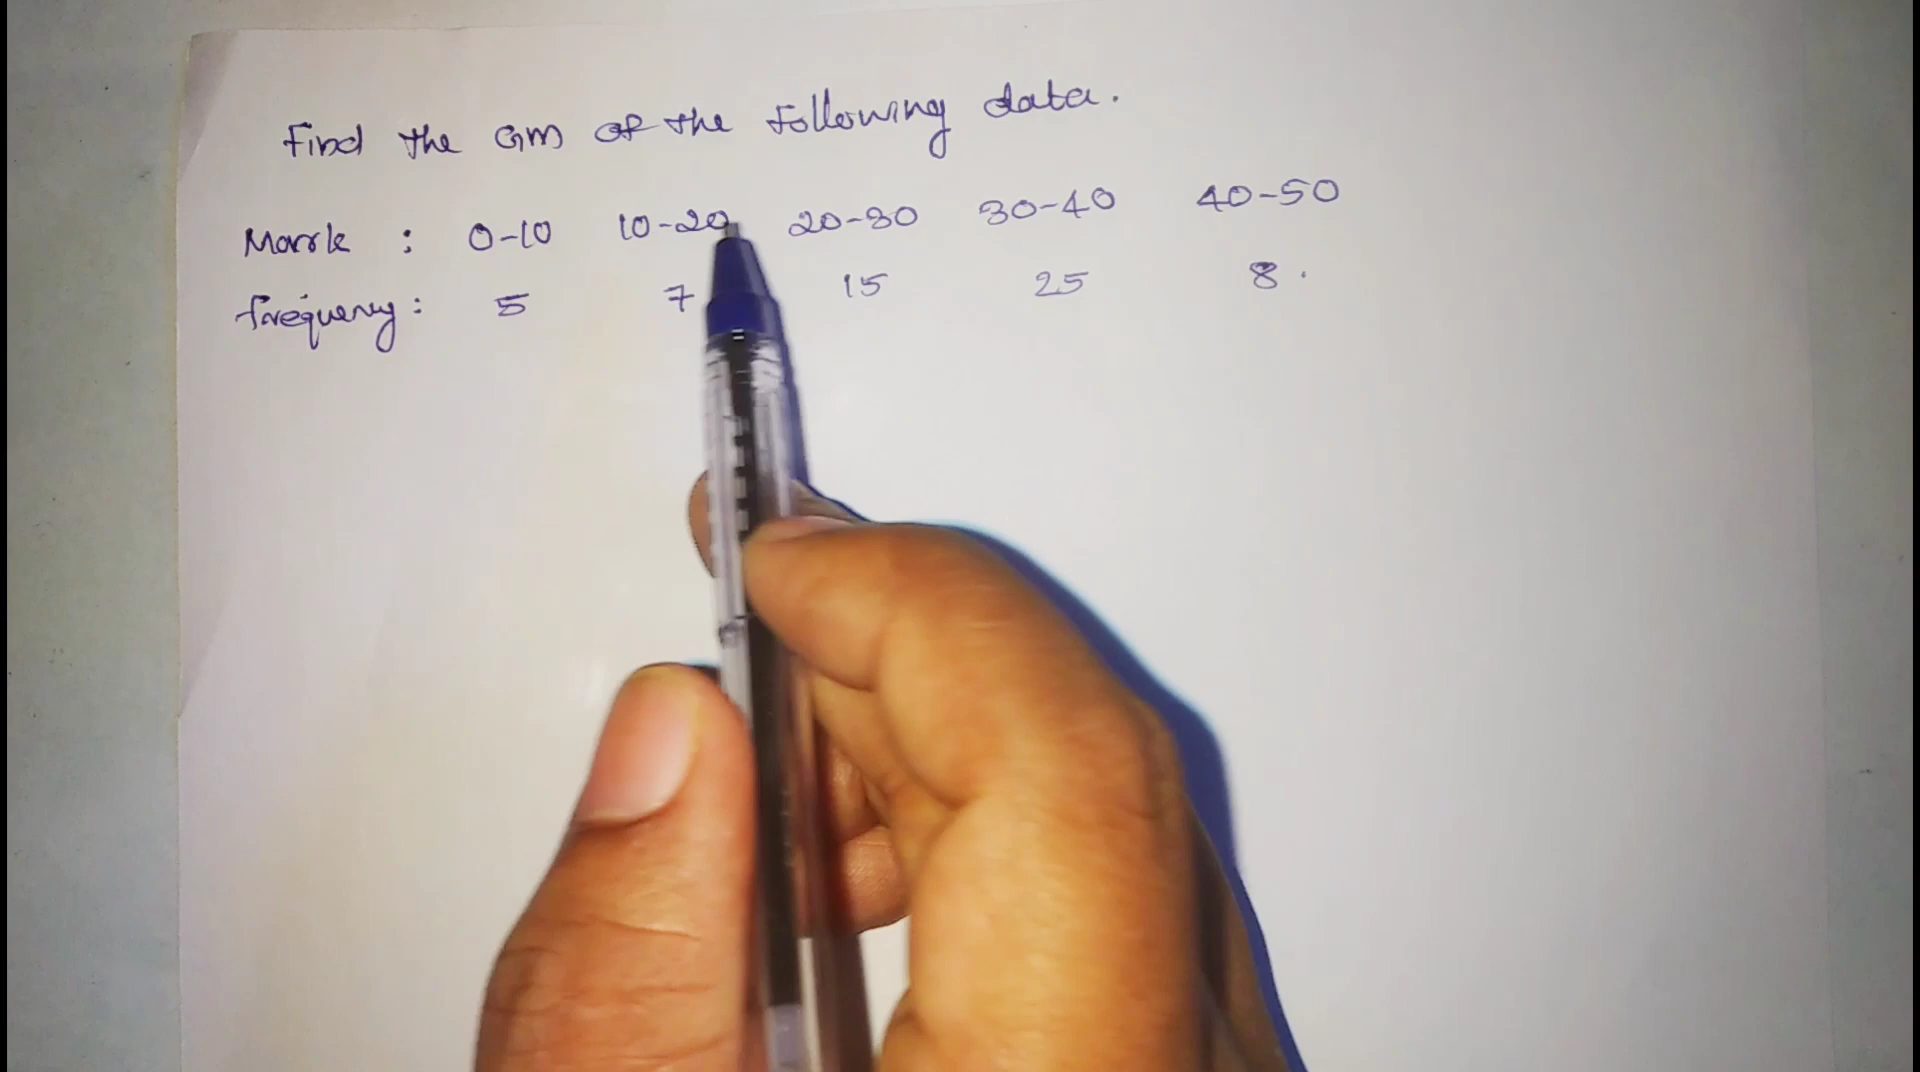 Find the GM of the following data.
Mark : 0-10 10-20 20-30 30-40 40-50
frequency : 5 7 15 25 8.